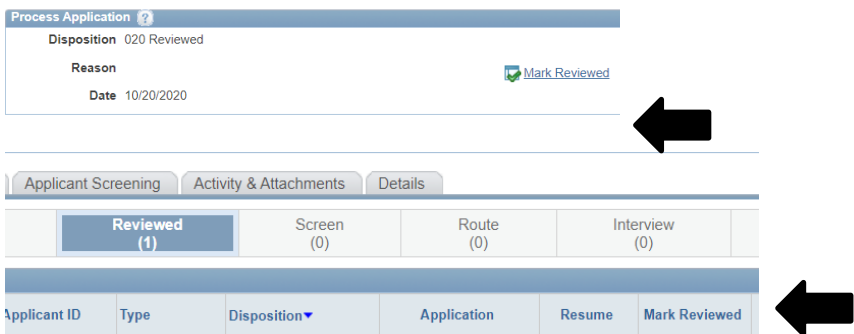 Process Application ?
Disposition 020 Reviewed
Reason
Mark Reviewed
Date 10/20/2020
Applicant Screening Activity & Attachments Details
Reviewed Screen Route Interview
(1) (0) (0) (0)
Applicant ID Type Disposition Application Resume Mark Reviewed